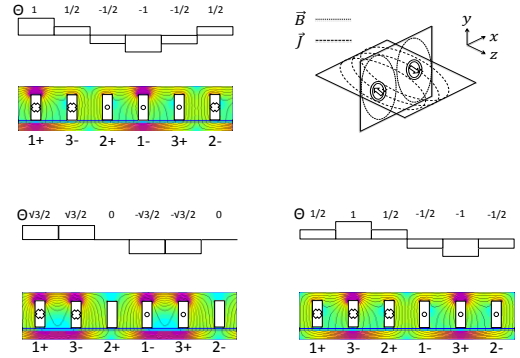 Θ 1 1/2 -1/2 -1 -1/2 1/2
1+ 3- 2+ 1- 3+ 2-
B
J
y
x
z
Θ √3/2 √3/2 0 -√3/2 -√3/2 0
1+ 3- 2+ 1- 3+ 2-
Θ 1/2 1 1/2 -1/2 -1 -1/2
1+ 3- 2+ 1- 3+ 2-